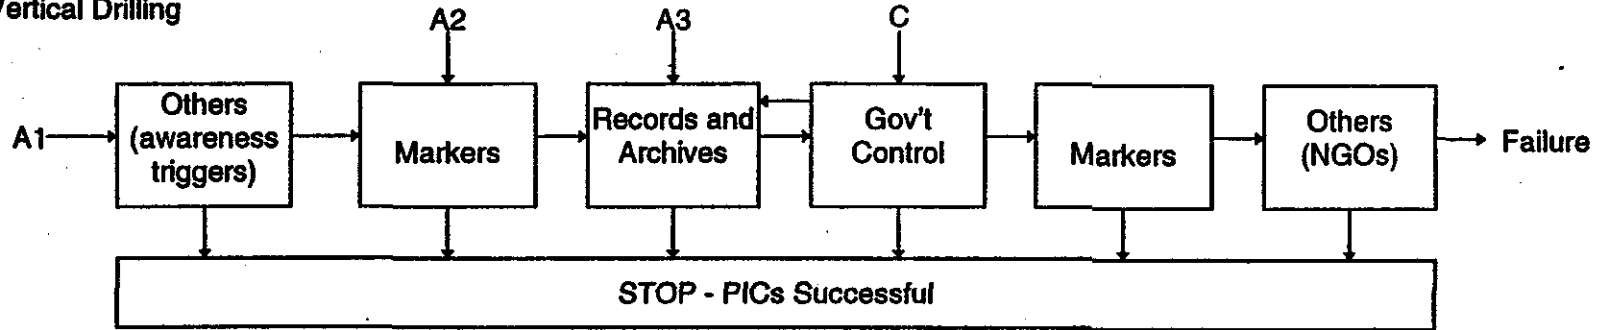 Vertical Drilling
A2
A3
C
A1
Others
(awareness
triggers)
Markers
Records and
Archives
Gov't
Control
Markers
Others
(NGOs)
Failure
STOP - PICs Successful